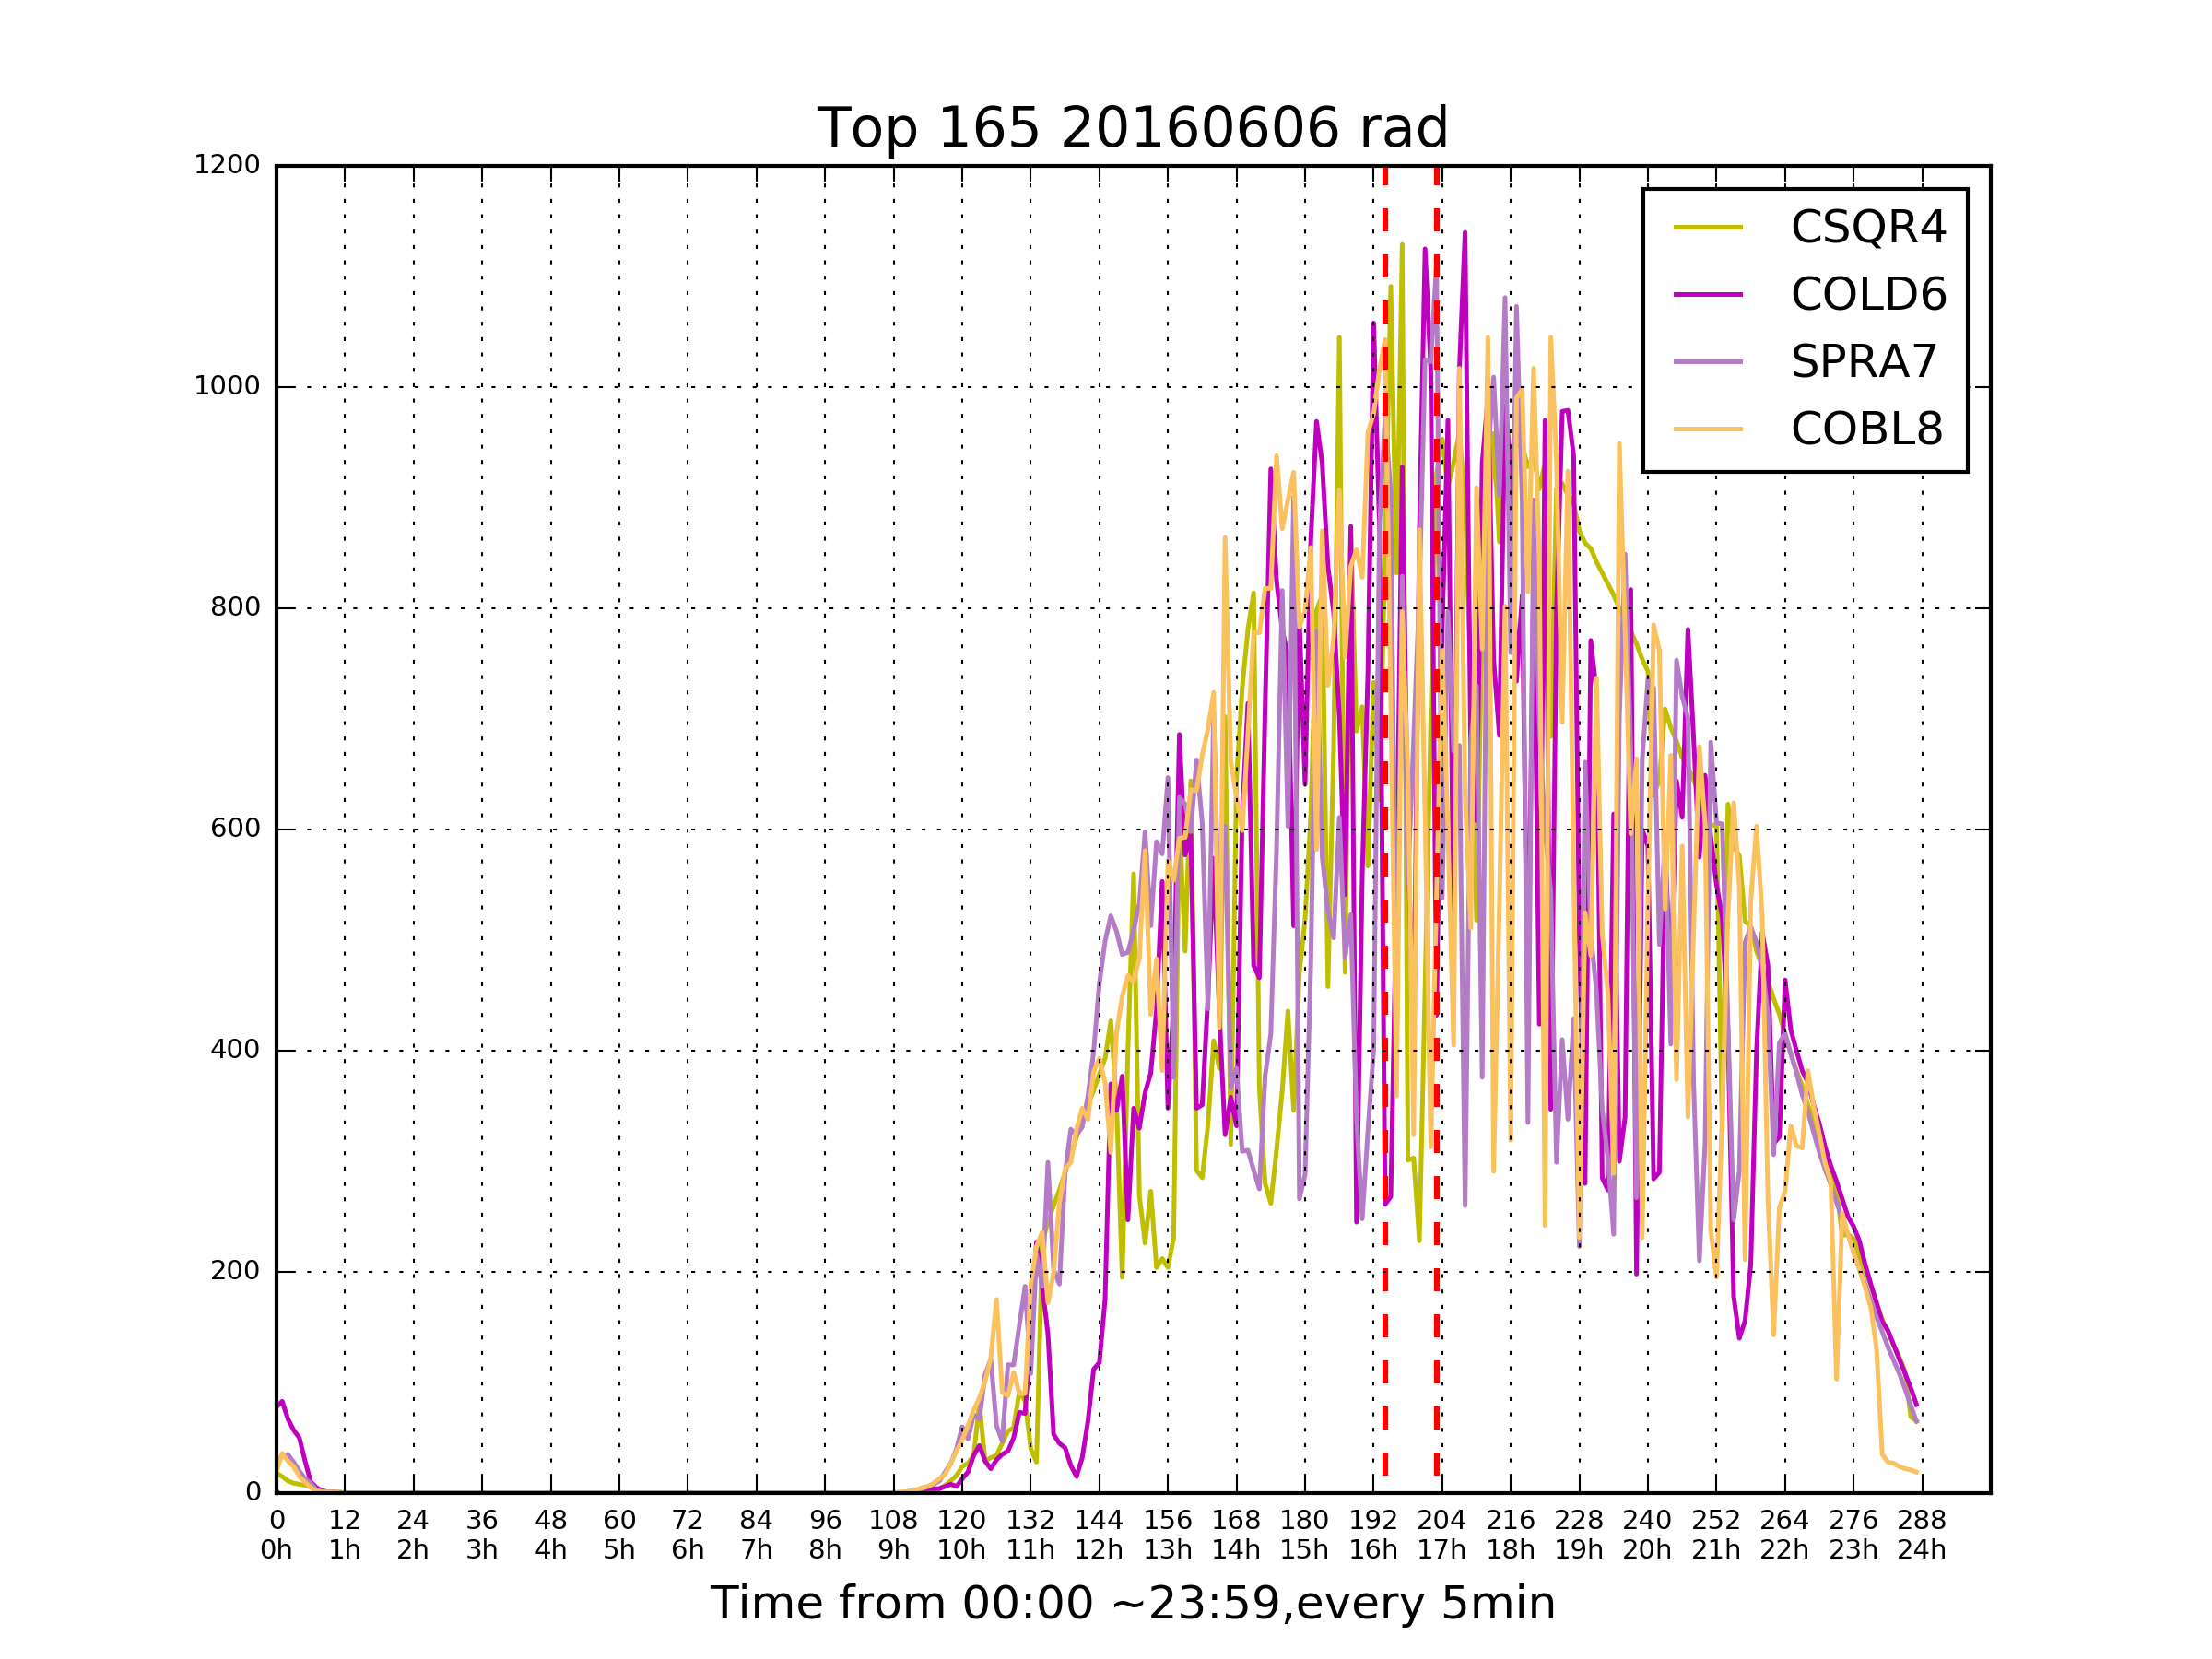 Top 165 20160606 rad
1200
1000
800
600
400
200
0
CSQR4
COLD6
SPRA7
COBL8
0 12 24 36 48 60 72 84 96 108 120 132 144 156 168 180 192 204 216 228 240 252 264 276 288
0h 1h 2h 3h 4h 5h 6h 7h 8h 9h 10h 11h 12h 13h 14h 15h 16h 17h 18h 19h 20h 21h 22h 23h 24h
Time from 00:00 ~23:59,every 5min